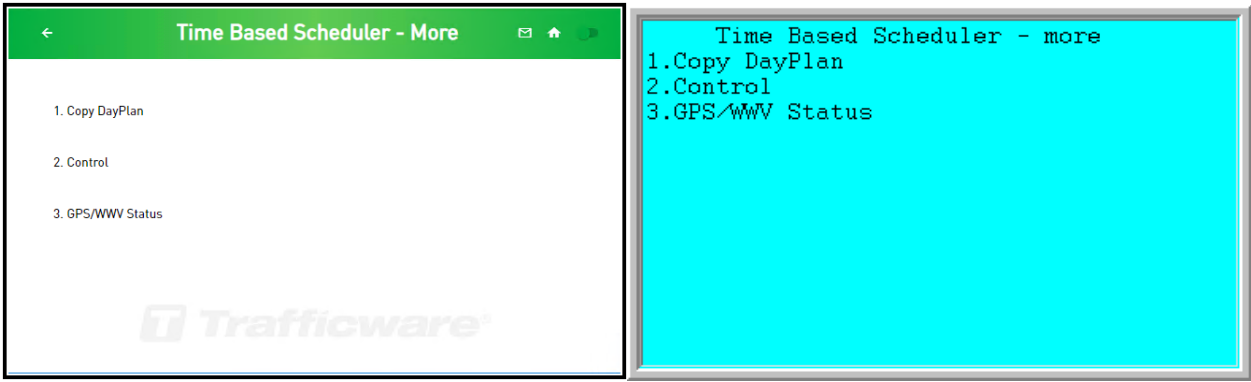 Time Based Scheduler - More
1. Copy DayPlan
2. Control
3. GPS/WWV Status
Trafficware®
Time Based Scheduler - more
1.Copy DayPlan
2.Control
3.GPS/WWV Status